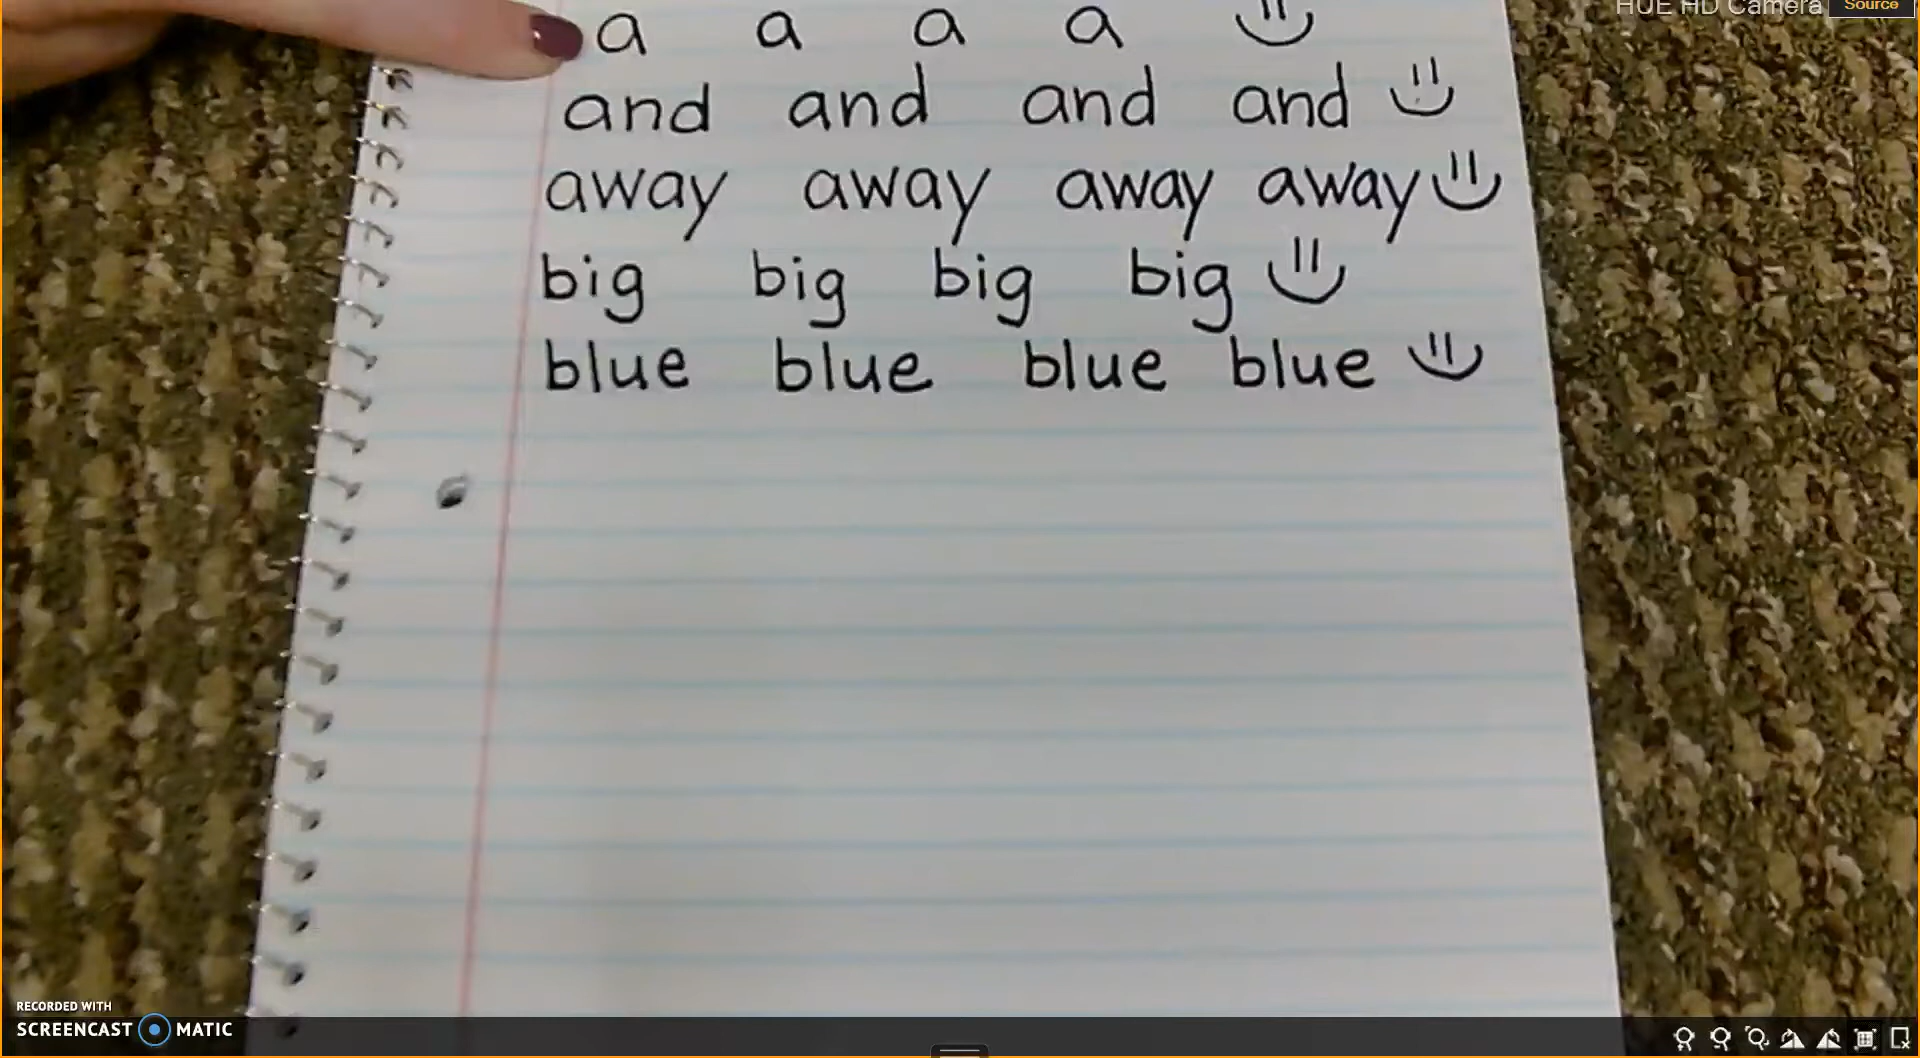 HUE HD Camera Source
a a a a
and and and and
away away away away
big big big big
blue blue blue blue
RECORDED WITH
SCREENCAST MATIC